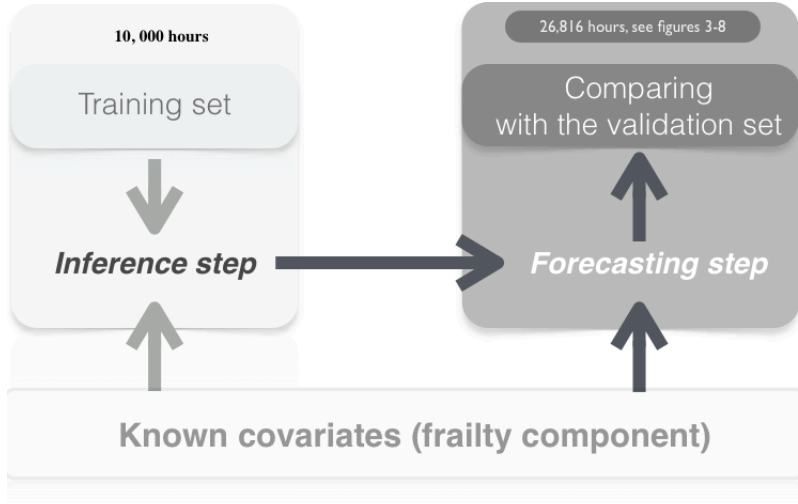 10, 000 hours
Training set
Inference step
26,816 hours, see figures 3-8
Comparing
with the validation set
Forecasting step
Known covariates (frailty component)